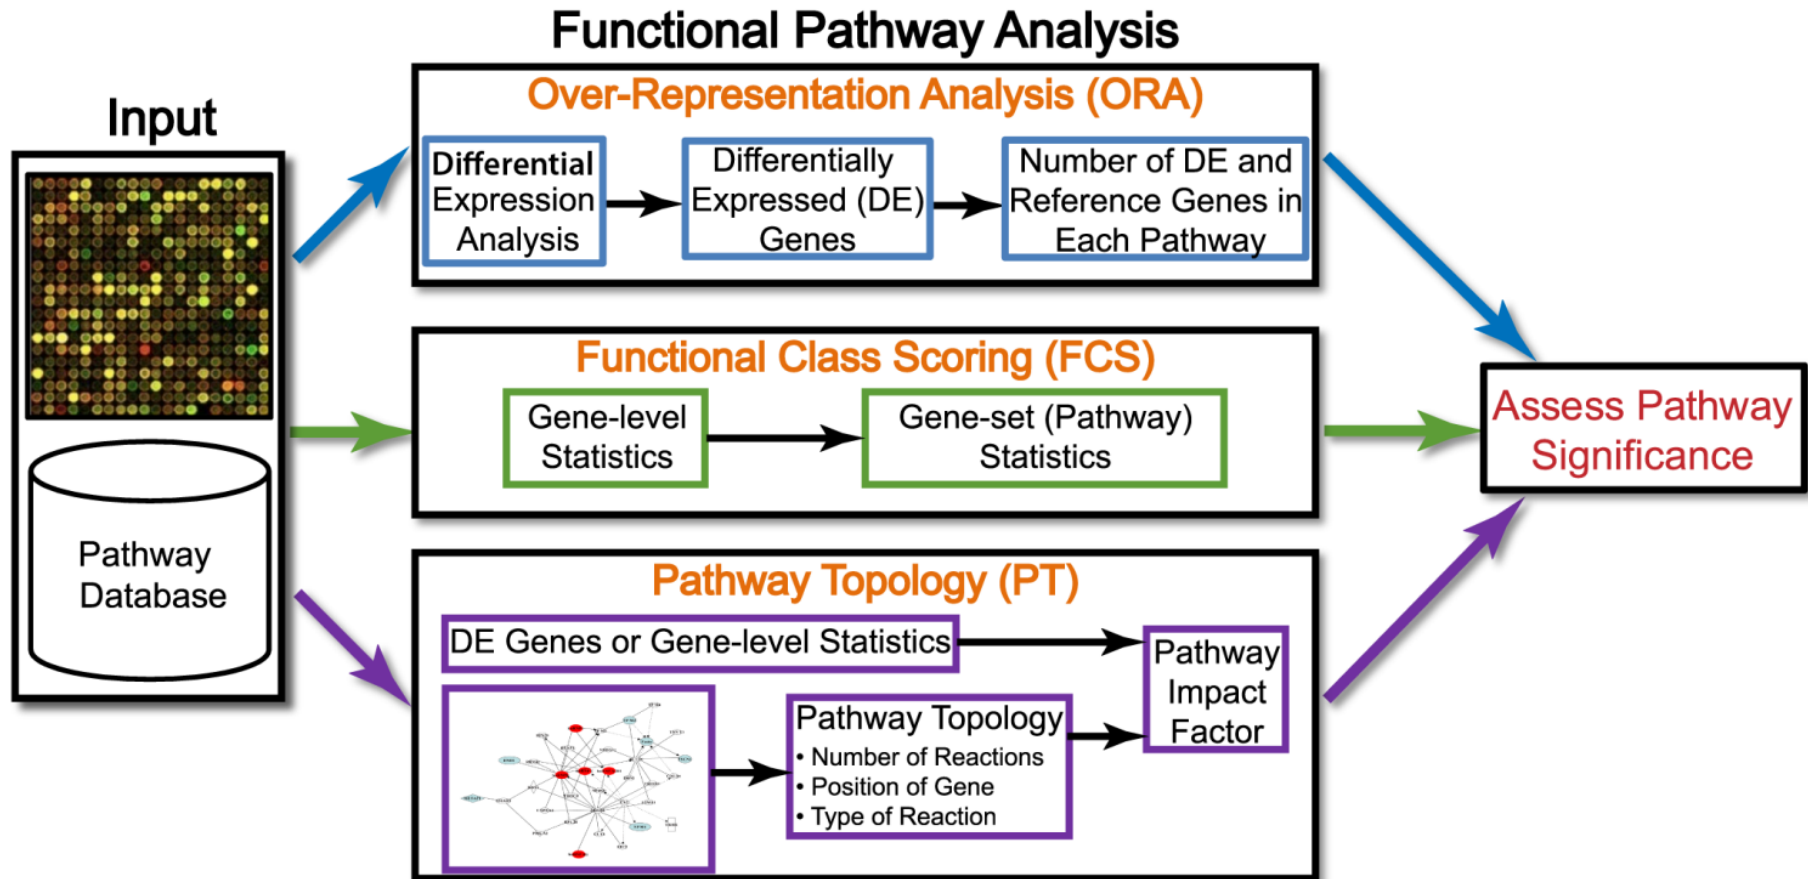 Functional Pathway Analysis
Input
Pathway
Database
Over-Representation Analysis (ORA)
Differential
Expression
Analysis
Differentially
Expressed (DE)
Genes
Number of DE and
Reference Genes in
Each Pathway
Functional Class Scoring (FCS)
Gene-level
Statistics
Gene-set (Pathway)
Statistics
Pathway Topology (PT)
DE Genes or Gene-level Statistics
Pathway Topology
• Number of Reactions
• Position of Gene
• Type of Reaction
Pathway
Impact
Factor
Assess Pathway
Significance